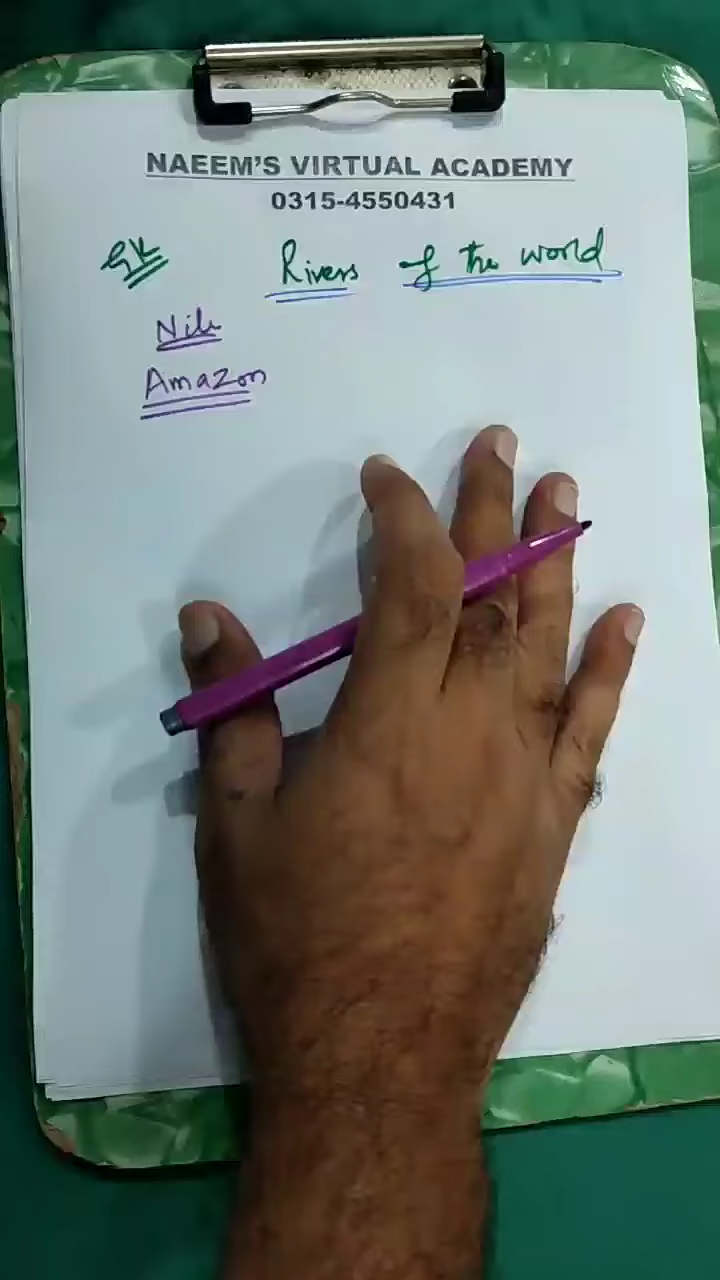 NAEEM'S VIRTUAL ACADEMY
0315-4550431
GK Rivers of the world
Nile
Amazon